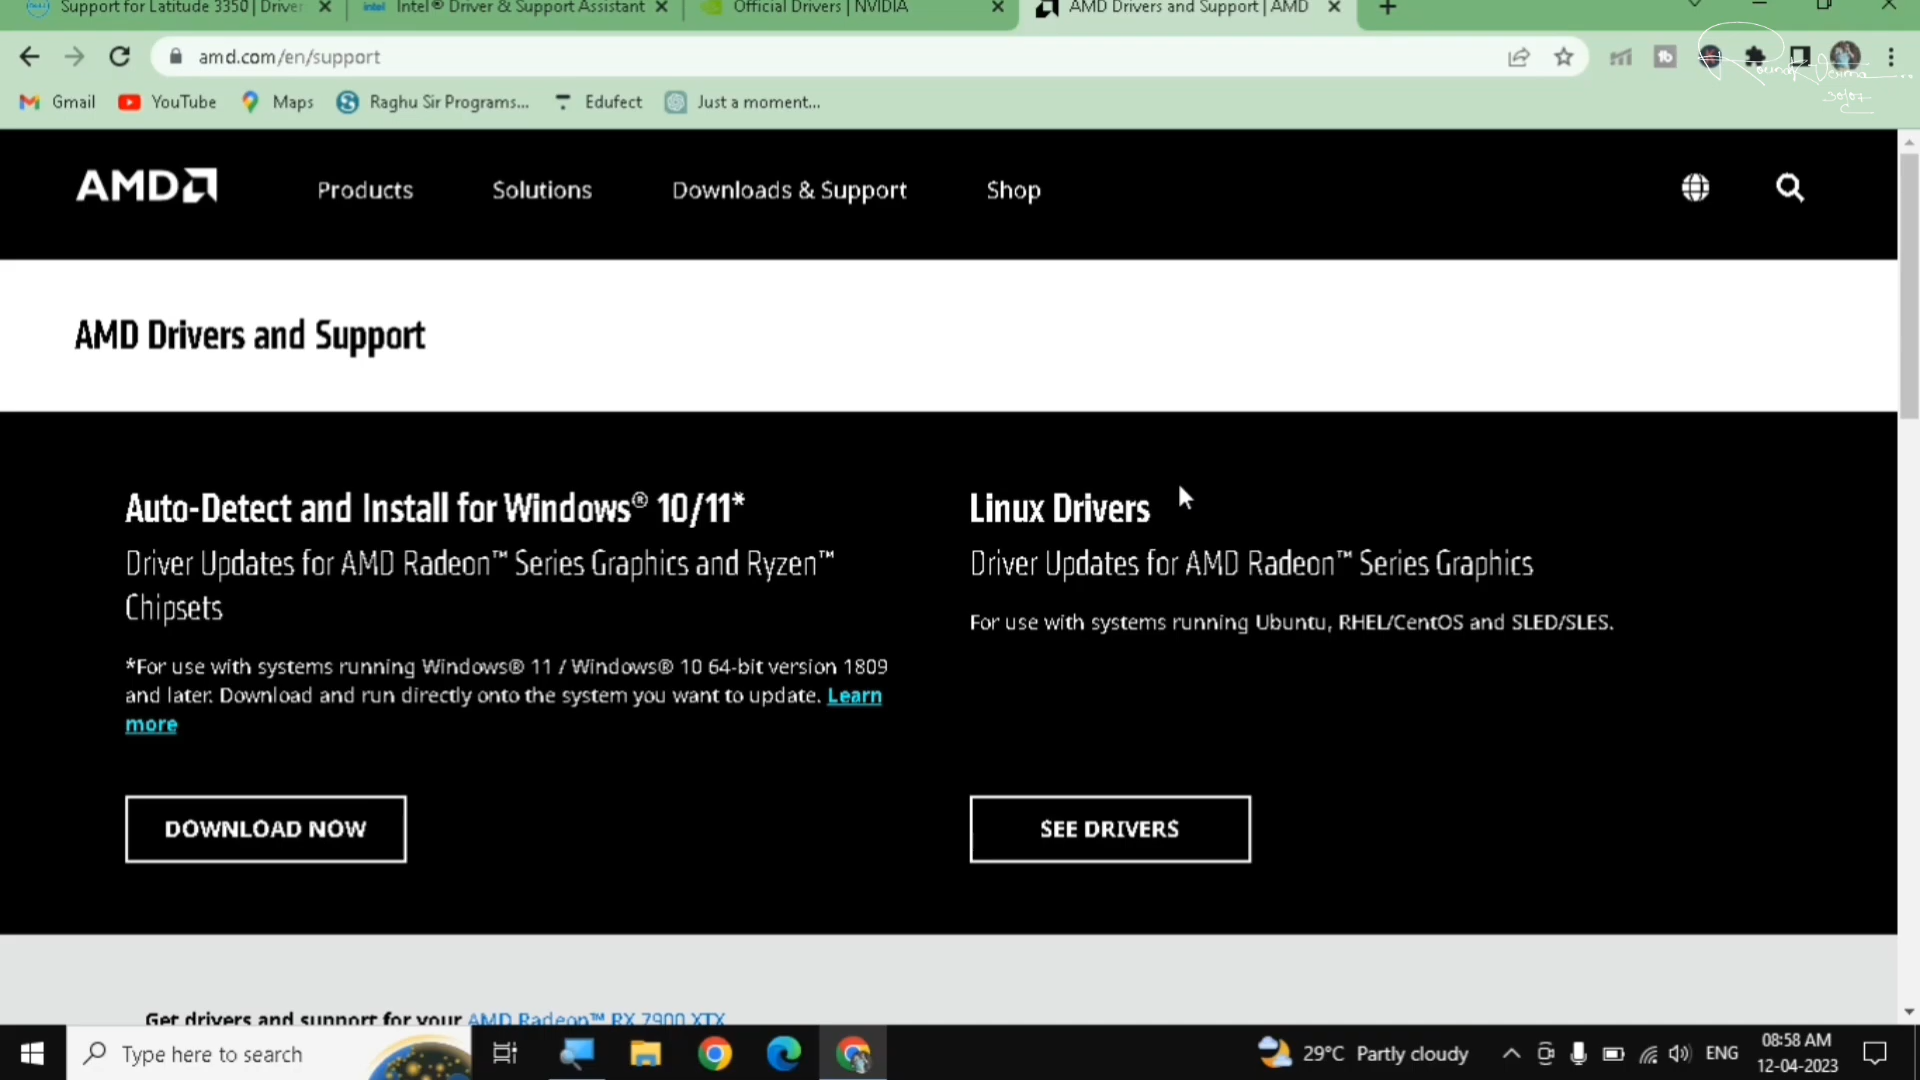 Support for Latitude 3350 | Driver
intel Intel® Driver & Support Assistant
Official Drivers | NVIDIA
AMD Drivers and Support | AMD
amd.com/en/support
Gmail
YouTube
Maps
Raghu Sir Programs...
Edufect
Just a moment...
AMD
Products
Solutions
Downloads & Support
Shop
AMD Drivers and Support
Auto-Detect and Install for Windows® 10/11*
Driver Updates for AMD Radeon™ Series Graphics and Ryzen™
Chipsets
*For use with systems running Windows® 11 / Windows® 10 64-bit version 1809
and later. Download and run directly onto the system you want to update. Learn
more
DOWNLOAD NOW
Linux Drivers
Driver Updates for AMD Radeon™ Series Graphics
For use with systems running Ubuntu, RHEL/CentOS and SLED/SLES.
SEE DRIVERS
Get drivers and support for your AMD Radeon™ RX 7900 XTX
Type here to search
29°C Partly cloudy
ENG
08:58 AM
12-04-2023